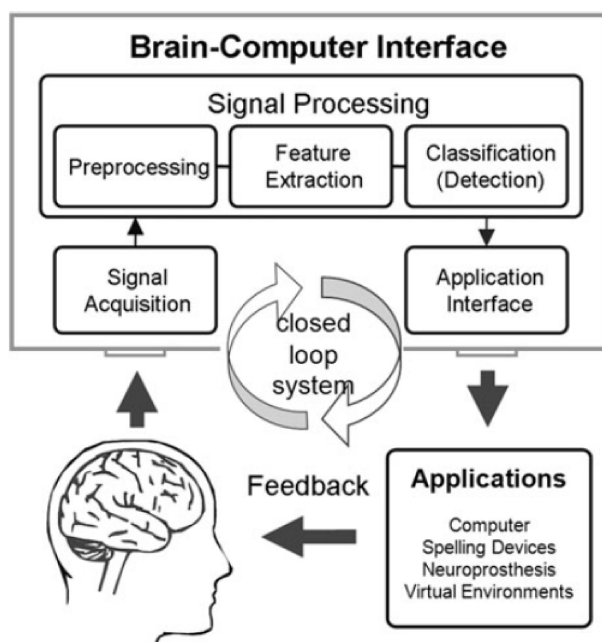 Brain-Computer Interface
Signal Processing
Preprocessing
Feature
Extraction
Classification
(Detection)
Signal
Acquisition
Application
Interface
closed
loop
system
Feedback
Applications
Computer
Spelling Devices
Neuroprosthesis
Virtual Environments